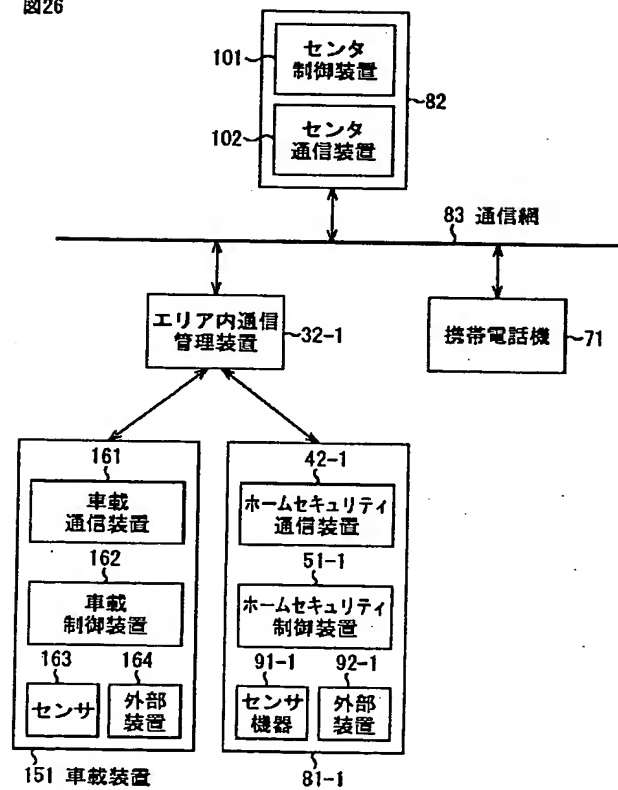 図26
101
センタ
制御装置
102
センタ
通信装置
82
83 通信網
エリア内通信
管理装置
32-1
携帯電話機
71
161
車載
通信装置
162
車載
制御装置
163
164
センサ
外部
装置
151 車載装置
42-1
ホームセキュリティ
通信装置
51-1
ホームセキュリティ
制御装置
91-1
92-1
センサ
機器
外部
装置
81-1